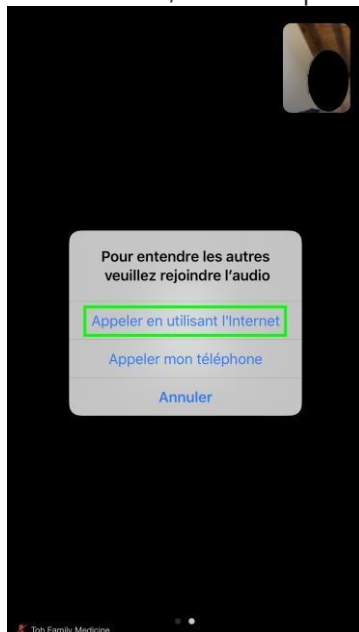 Pour entendre les autres
veuillez rejoindre l'audio
Appeler en utilisant l'Internet
Appeler mon téléphone
Annuler
Toh Family Medicine